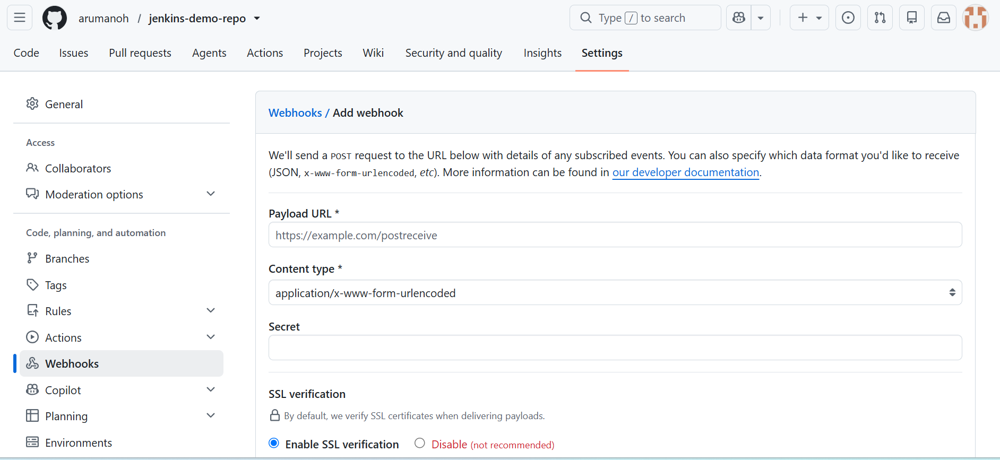 arumanoh / jenkins-demo-repo
Type / to search
Code Issues Pull requests Agents Actions Projects Wiki Security and quality Insights Settings
General
Access
Collaborators
Moderation options
Code, planning, and automation
Branches
Tags
Rules
Actions
Webhooks
Copilot
Planning
Environments
Webhooks / Add webhook
We'll send a POST request to the URL below with details of any subscribed events. You can also specify which data format you'd like to receive
(JSON, x-www-form-urlencoded, etc). More information can be found in our developer documentation.
Payload URL *
https://example.com/postreceive
Content type *
application/x-www-form-urlencoded
Secret
SSL verification
By default, we verify SSL certificates when delivering payloads.
Enable SSL verification Disable (not recommended)